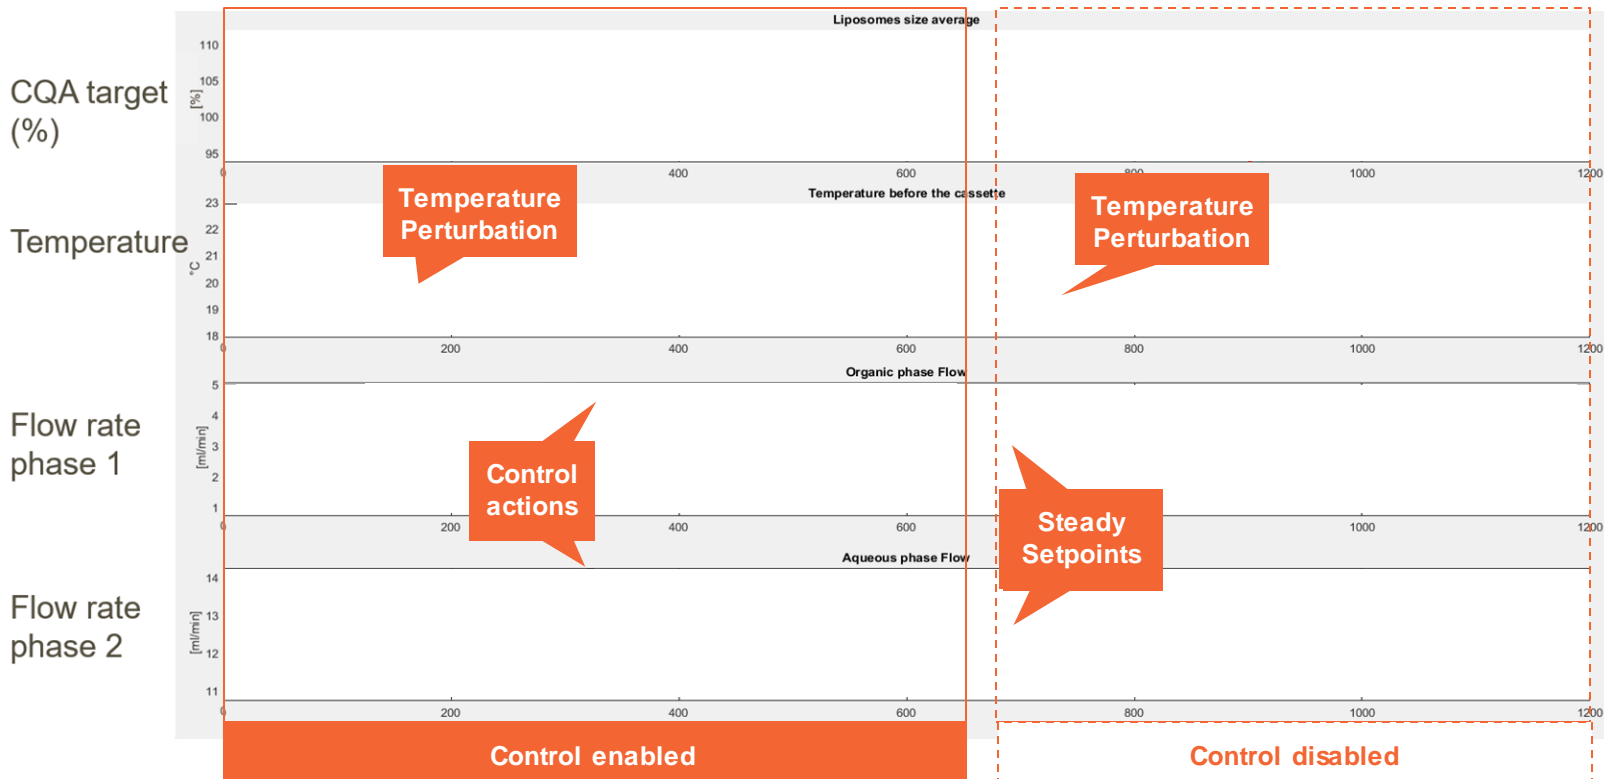 Liposomes size average
CQA target
(%)
[%]
110
105
100
95
0
400
600
800
1000
1200
Temperature before the cassette
Temperature
Perturbation
Temperature
Perturbation
Temperature
°C
23
22
21
20
19
18
0
200
400
600
800
1000
1200
Organic phase Flow
Flow rate
phase 1
[ml/min]
5
4
3
2
1
Control
actions
0
200
400
600
1000
1200
Steady
Setpoints
Aqueous phase Flow
Flow rate
phase 2
[ml/min]
14
13
12
11
0
200
400
600
800
1000
1200
Control enabled
Control disabled